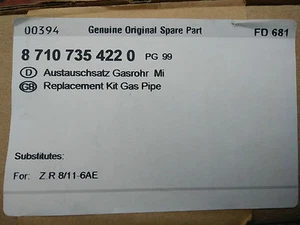 00394 Genuine Original Spare Part FD 681
8 710 735 422 0 PG 99
D Austauschsatz Gasrohr Mi
GB Replacement Kit Gas Pipe
Substitutes:
For: Z R 8/11-6AE